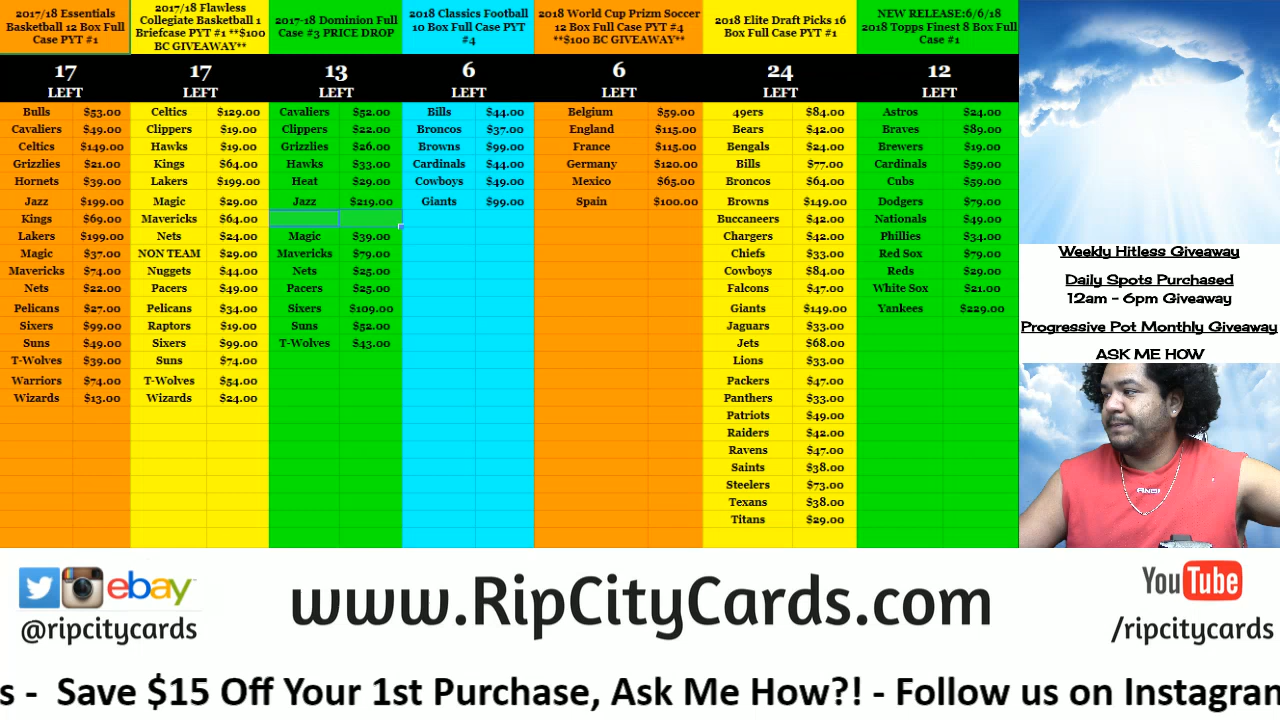 2017/18 Essentials
Basketball 12 Box Full
Case PYT #1
17
LEFT
Bulls $53.00
Cavaliers $49.00
Celtics $149.00
Grizzlies $21.00
Hornets $39.00
Jazz $199.00
Kings $69.00
Lakers $199.00
Magic $37.00
Mavericks $74.00
Nets $22.00
Pelicans $27.00
Sixers $99.00
Suns $49.00
T-Wolves $39.00
Warriors $74.00
Wizards $13.00
2017/18 Flawless
Collegiate Basketball 1
Briefcase PYT #1 **$100
BC GIVEAWAY**
17
LEFT
Celtics $129.00
Clippers $19.00
Hawks $19.00
Kings $64.00
Lakers $199.00
Magic $29.00
Mavericks $64.00
Nets $24.00
NON TEAM $29.00
Nuggets $44.00
Pacers $49.00
Pelicans $34.00
Raptors $19.00
Sixers $99.00
Suns $74.00
T-Wolves $54.00
Wizards $24.00
2017-18 Dominion Full
Case #3 PRICE DROP
13
LEFT
Cavaliers $52.00
Clippers $22.00
Grizzlies $26.00
Hawks $33.00
Heat $29.00
Jazz $219.00
Magic $39.00
Mavericks $79.00
Nets $25.00
Pacers $25.00
Sixers $109.00
Suns $52.00
T-Wolves $43.00
2018 Classics Football
10 Box Full Case PYT
#4
6
LEFT
Bills $44.00
Broncos $37.00
Browns $99.00
Cardinals $44.00
Cowboys $49.00
Giants $99.00
2018 World Cup Prizm Soccer
12 Box Full Case PYT #4
**$100 BC GIVEAWAY**
6
LEFT
Belgium $59.00
England $115.00
France $115.00
Germany $120.00
Mexico $65.00
Spain $100.00
2018 Elite Draft Picks 16
Box Full Case PYT #1
24
LEFT
49ers $84.00
Bears $42.00
Bengals $24.00
Bills $77.00
Broncos $64.00
Browns $149.00
Buccaneers $42.00
Chargers $42.00
Chiefs $33.00
Cowboys $84.00
Falcons $47.00
Giants $149.00
Jaguars $33.00
Jets $68.00
Lions $33.00
Packers $47.00
Panthers $33.00
Patriots $49.00
Raiders $42.00
Ravens $47.00
Saints $38.00
Steelers $73.00
Texans $38.00
Titans $29.00
NEW RELEASE:6/6/18
2018 Topps Finest 8 Box Full
Case #1
12
LEFT
Astros $24.00
Braves $89.00
Brewers $19.00
Cardinals $59.00
Cubs $59.00
Dodgers $79.00
Nationals $49.00
Phillies $34.00
Red Sox $79.00
Reds $29.00
White Sox $21.00
Yankees $229.00
Weekly Hitless Giveaway
Daily Spots Purchased
12am - 6pm Giveaway
Progressive Pot Monthly Giveaway
ASK ME HOW
ebay
@ripcitycards
www.RipCityCards.com
YouTube
/ripcitycards
s - Save $15 Off Your 1st Purchase, Ask Me How?! - Follow us on Instagran